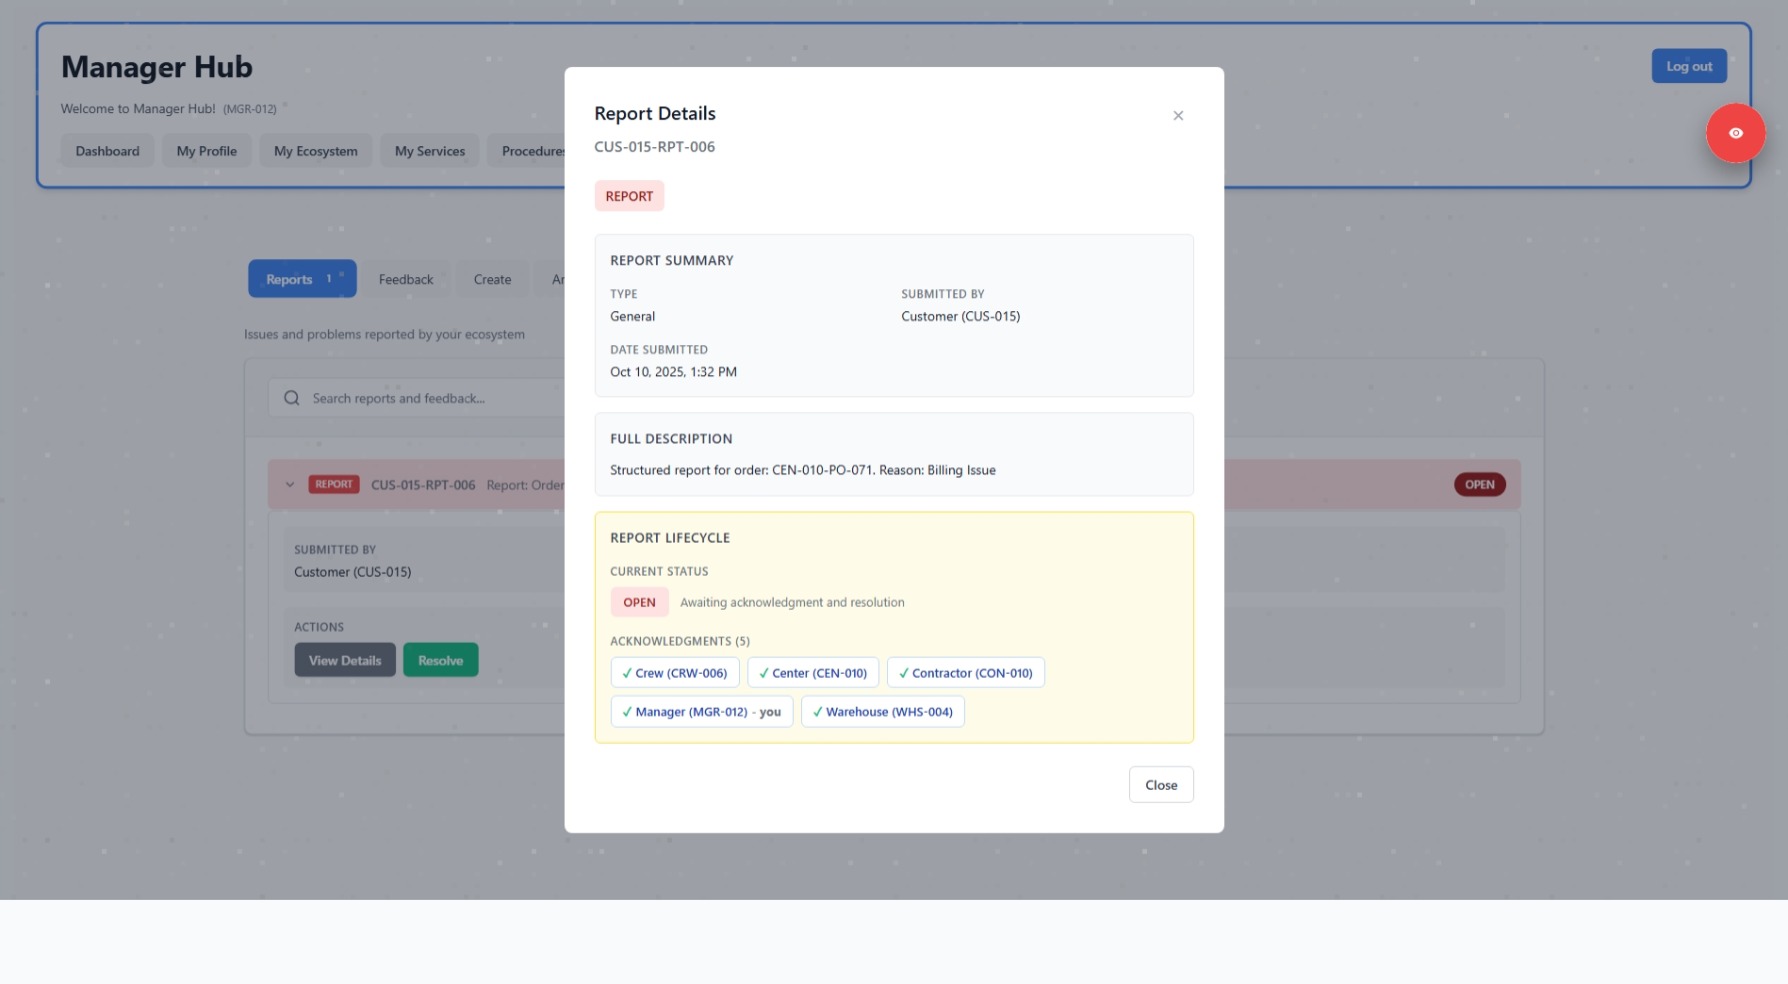 Manager Hub
Welcome to Manager Hub! (MGR-012)
Log out
Dashboard My Profile My Ecosystem My Services Procedures
Reports 1 Feedback Create
Issues and problems reported by your ecosystem
Search reports and feedback...
REPORT CUS-015-RPT-006 Report: Order
OPEN
SUBMITTED BY
Customer (CUS-015)
ACTIONS
View Details Resolve
Report Details
×
CUS-015-RPT-006
REPORT
REPORT SUMMARY
TYPE SUBMITTED BY
General Customer (CUS-015)
DATE SUBMITTED
Oct 10, 2025, 1:32 PM
FULL DESCRIPTION
Structured report for order: CEN-010-PO-071. Reason: Billing Issue
REPORT LIFECYCLE
CURRENT STATUS
OPEN Awaiting acknowledgment and resolution
ACKNOWLEDGMENTS (5)
✓ Crew (CRW-006) ✓ Center (CEN-010) ✓ Contractor (CON-010)
✓ Manager (MGR-012) - you ✓ Warehouse (WHS-004)
Close